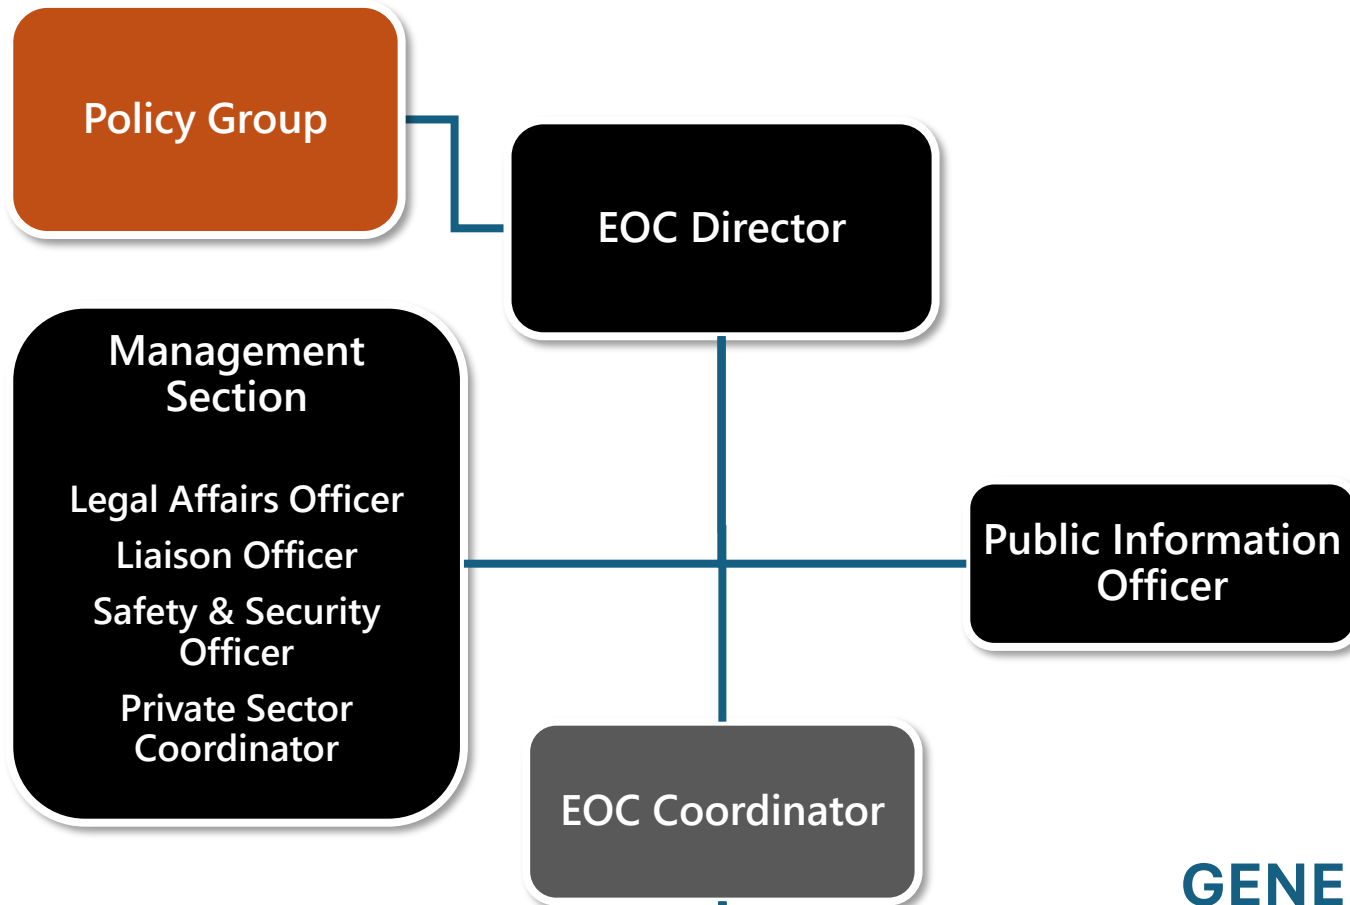 Policy Group
EOC Director
Management
Section
Legal Affairs Officer
Liaison Officer
Safety & Security
Officer
Private Sector
Coordinator
Public Information
Officer
EOC Coordinator
GENE